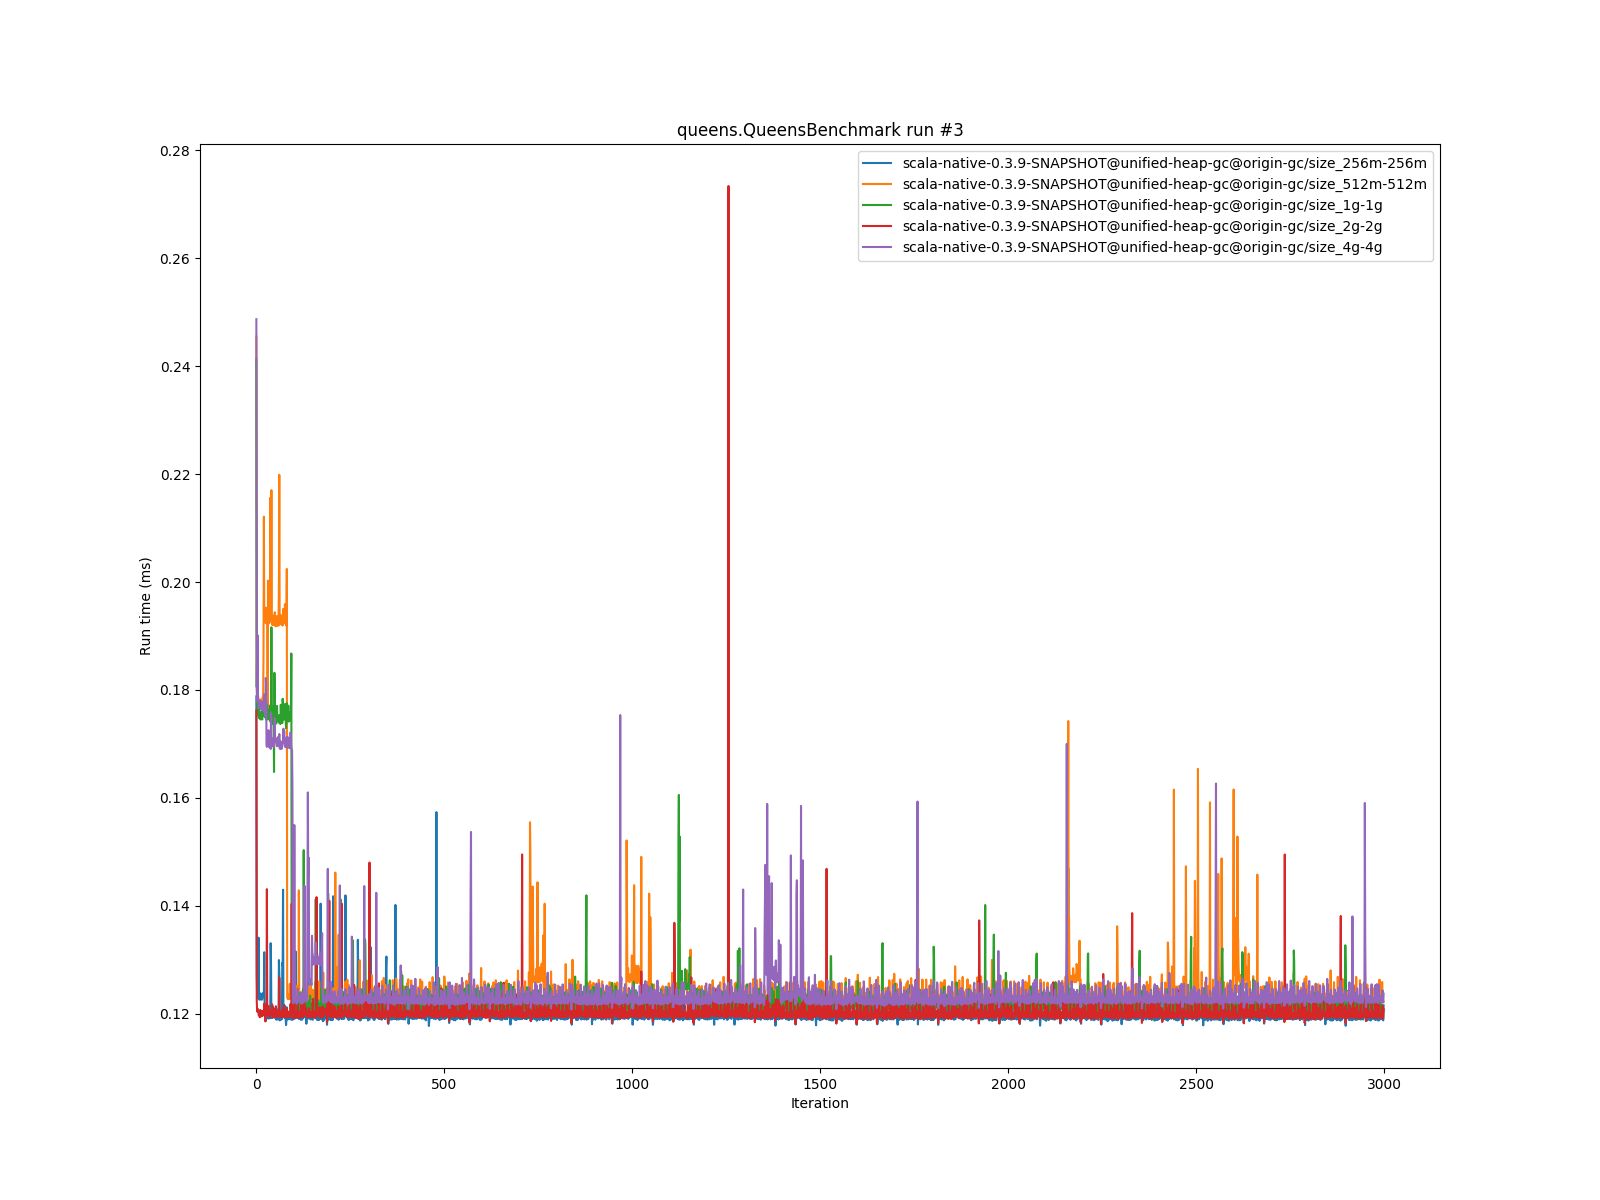 queens.QueensBenchmark run #3
scala-native-0.3.9-SNAPSHOT@unified-heap-gc@origin-gc/size_256m-256m
scala-native-0.3.9-SNAPSHOT@unified-heap-gc@origin-gc/size_512m-512m
scala-native-0.3.9-SNAPSHOT@unified-heap-gc@origin-gc/size_1g-1g
scala-native-0.3.9-SNAPSHOT@unified-heap-gc@origin-gc/size_2g-2g
scala-native-0.3.9-SNAPSHOT@unified-heap-gc@origin-gc/size_4g-4g
Run time (ms)
0.28
0.26
0.24
0.22
0.20
0.18
0.16
0.14
0.12
0 500 1000 1500 2000 2500 3000
Iteration